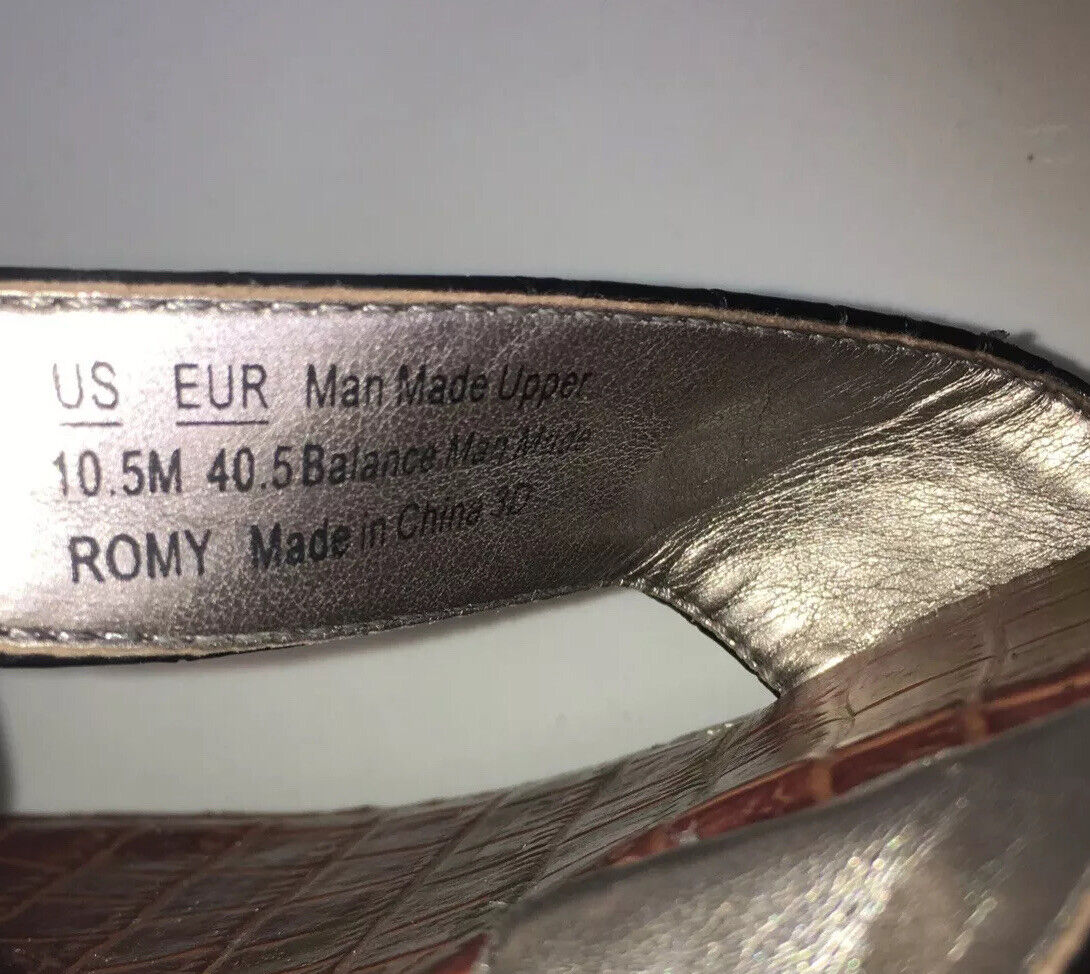 US EUR Man Made Upper
10.5M 40.5 Balance Man Made
ROMY Made in China 3D